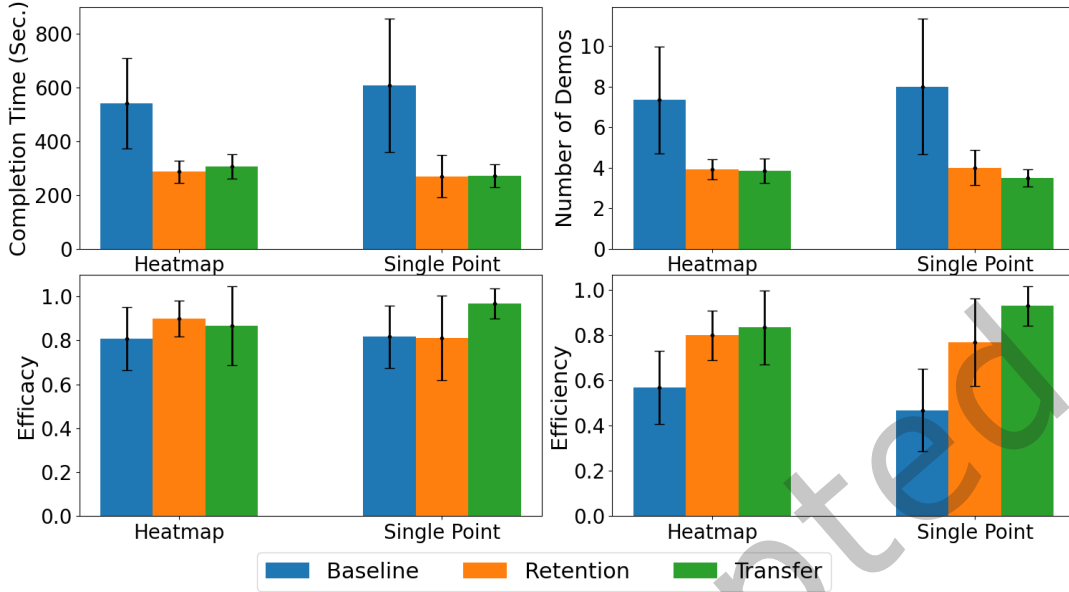 Completion Time (Sec.)
800
600
400
200
0
Heatmap
Single Point
Number of Demos
10
8
6
4
2
0
Heatmap
Single Point
Efficacy
1.0
0.8
0.6
0.4
0.2
0.0
Heatmap
Single Point
Efficiency
1.0
0.8
0.6
0.4
0.2
0.0
Heatmap
Single Point
Baseline
Retention
Transfer
pted